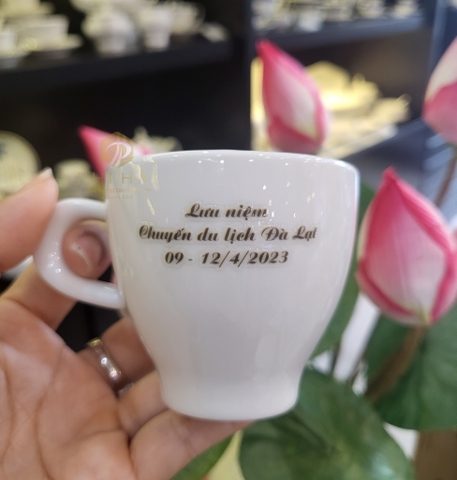 Lưu niệm
Chuyến du lịch Đà Lạt
09 - 12/4/2023